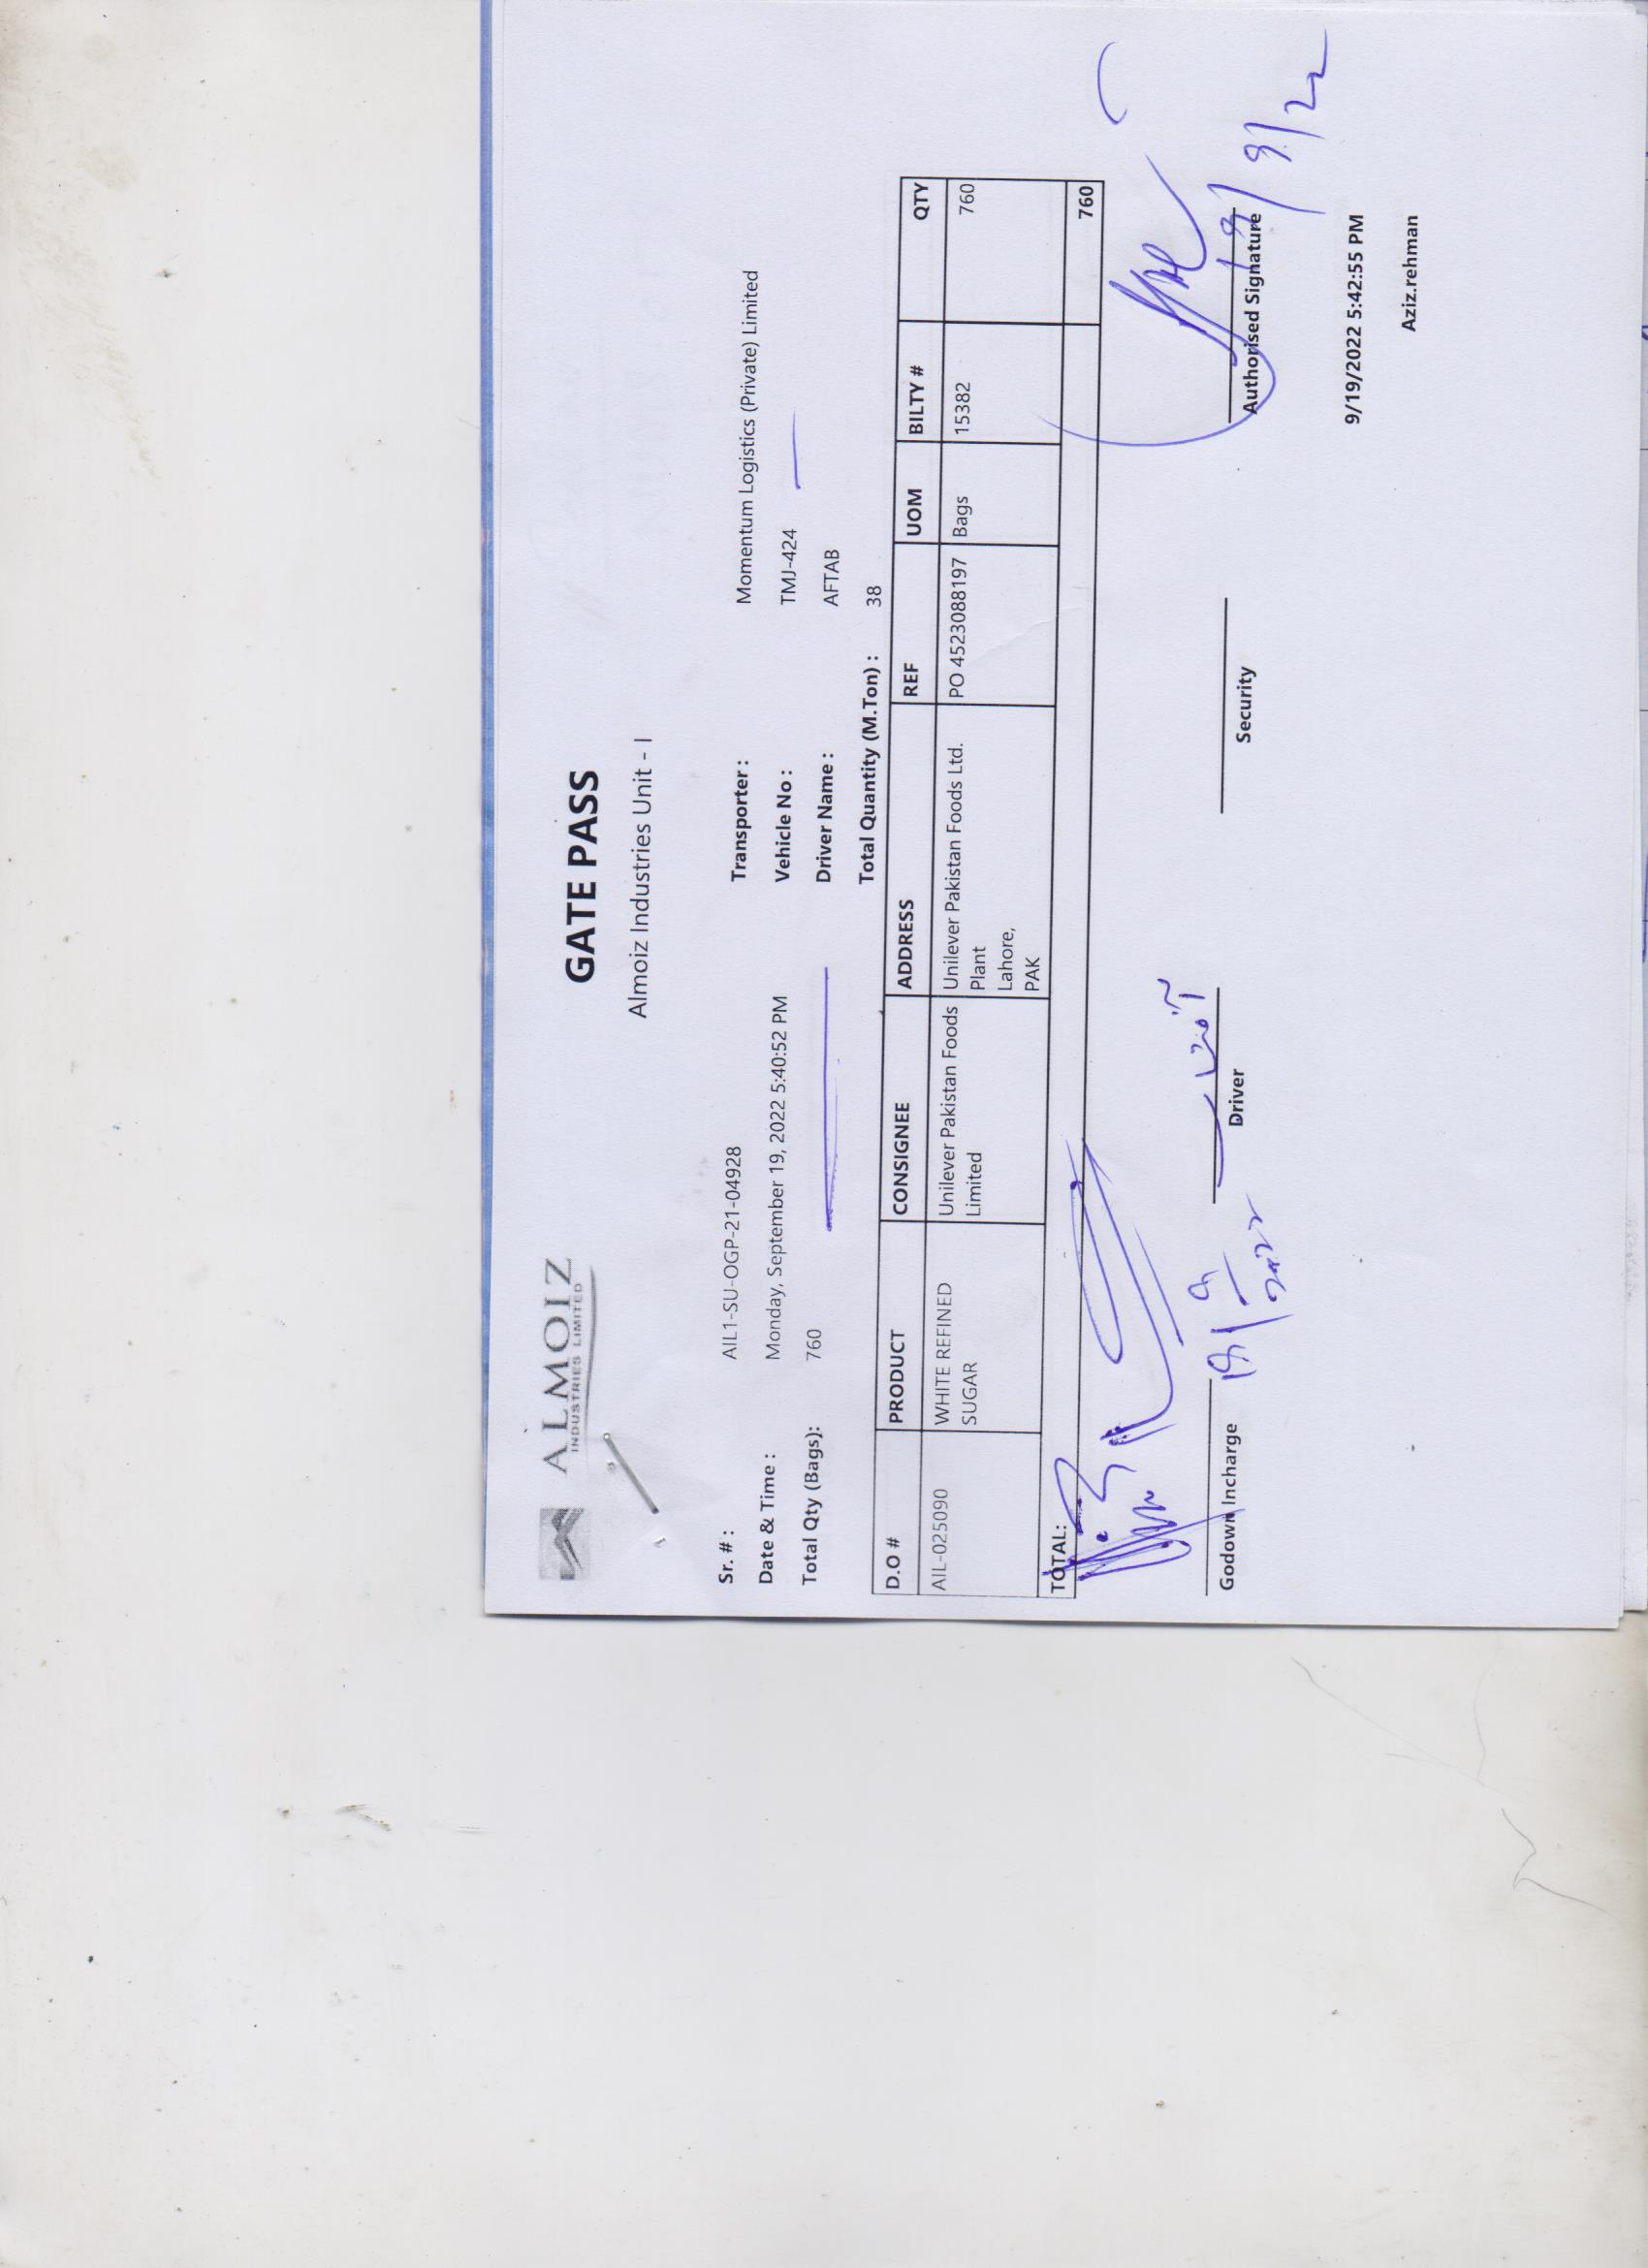 ALMOIZ
INDUSTRIES LIMITED
GATE PASS
Almoiz Industries Unit - I
Sr. # : AIL1-SU-OGP-21-04928 Transporter : Momentum Logistics (Private) Limited
Date & Time : Monday, September 19, 2022 5:40:52 PM Vehicle No : TMJ-424
Total Qty (Bags): 760 Driver Name : AFTAB
Total Quantity (M.Ton) : 38
D.O # PRODUCT CONSIGNEE ADDRESS REF UOM BILTY # QTY
AIL-025090 WHITE REFINED Unilever Pakistan Foods Unilever Pakistan Foods Ltd. PO 4523088197 Bags 15382 760
SUGAR Limited Plant
Lahore,
PAK
TOTAL: 760
19/9/22
19/9
2022
Godown Incharge Driver Security Authorised Signature
9/19/2022 5:42:55 PM
Aziz.rehman